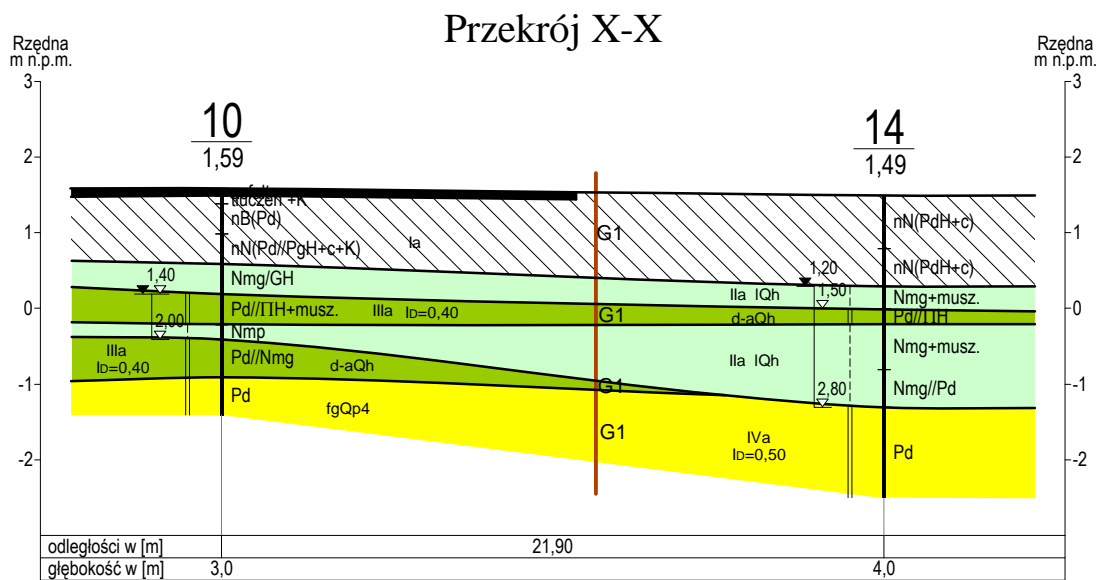 Przekrój X-X
Rzędna
m n.p.m.
Rzędna
m n.p.m.
3
2
1
0
-1
-2
3
2
1
0
-1
-2
10
1,59
14
1,49
tłuczeń +K
nB(Pd)
nN(Pd//PgH+c+K)
Ia
G1
nN(PdH+c)
nN(PdH+c)
Nmg/GH
1,40
1,20
IIa IQh
1,50
Nmg+musz.
Pd//ΠH+musz.
IIIa ID=0,40
G1
d-aQh
Pd//ΠH
2,00
Nmp
Nmg+musz.
IIIa
ID=0,40
Pd//Nmg
d-aQh
IIa IQh
G1
2,80
Nmg//Pd
Pd
fgQp4
G1
IVa
ID=0,50
Pd
odległości w [m]
21,90
głębokość w [m]
3,0
4,0